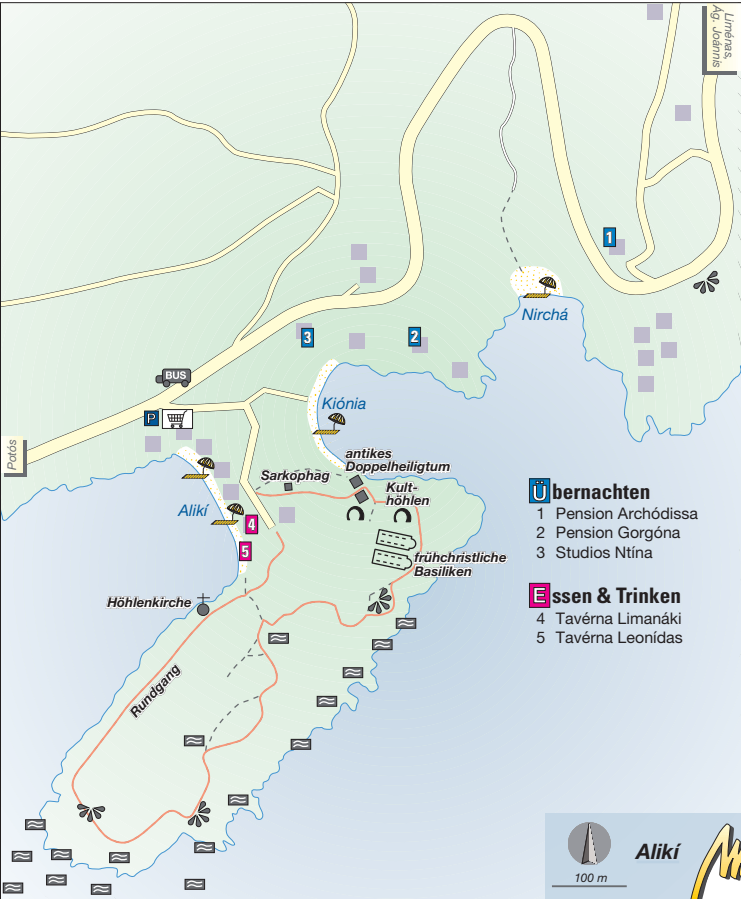 Liménas,
Ág. Joánnis
1
Nirchá
3
2
BUS
Kiónia
P
Potós
antikes
Doppelheiligtum
Sarkophag
Kult-
höhlen
Alikí
4
5
frühchristliche
Basiliken
Höhlenkirche
Rundgang
Übernachten
1 Pension Archódissa
2 Pension Gorgóna
3 Studios Ntína
Essen & Trinken
4 Tavérna Limanáki
5 Tavérna Leonídas
100 m
Alikí